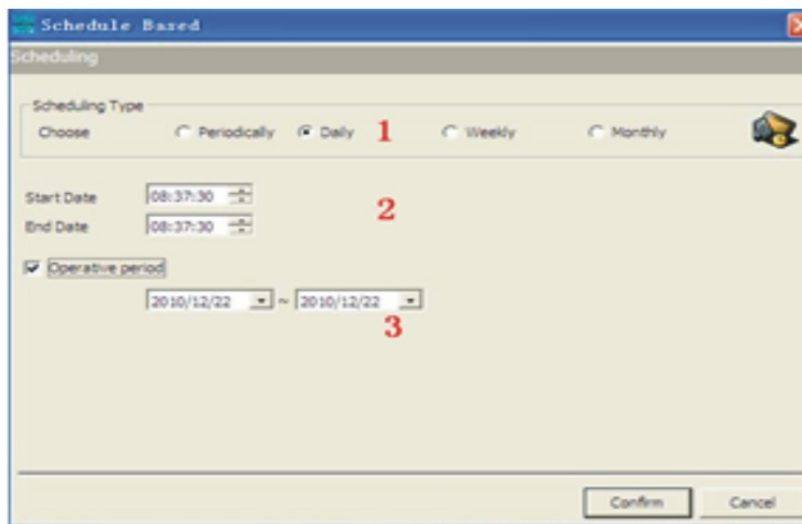 Schedule Based
Scheduling
Scheduling Type
Choose Periodically Daily 1 Weekly Monthly
Start Date 08:37:30
2
End Date 08:37:30
Operative period
2010/12/22 ~ 2010/12/22
3
Confirm Cancel